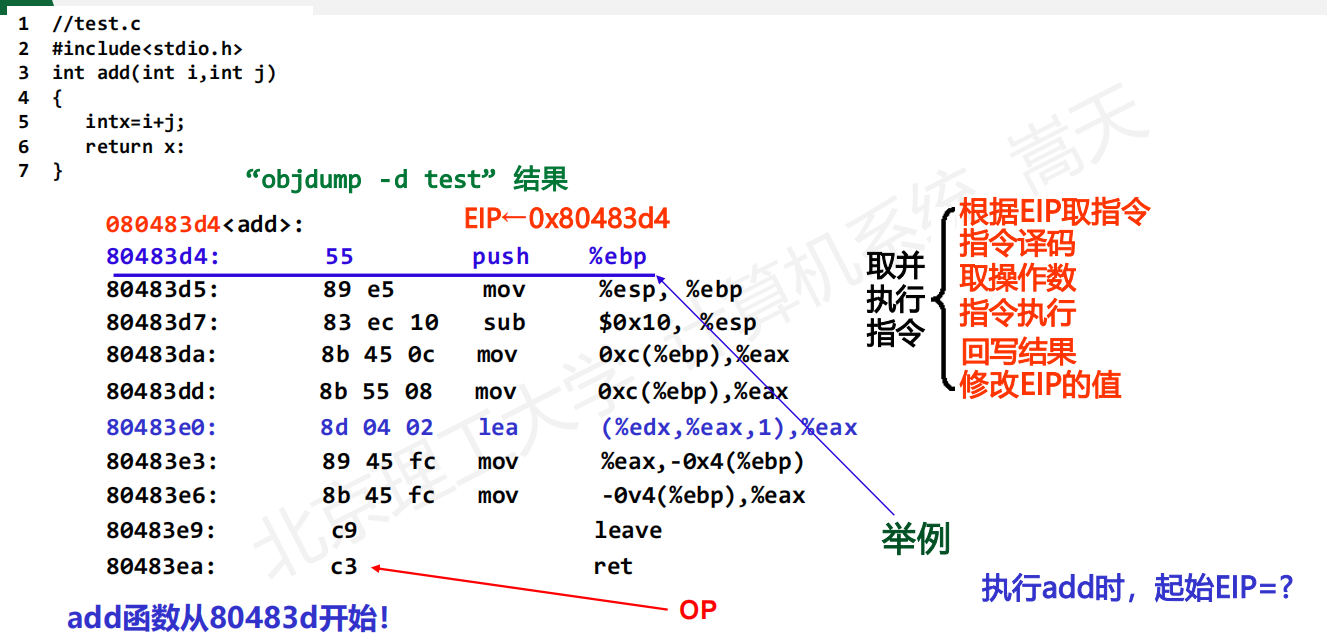 1 //test.c
2 #include<stdio.h>
3 int add(int i,int j)
4 {
5 intx=i+j;
6 return x:
7 }
“objdump -d test” 结果
080483d4<add>:
EIP←0x80483d4
80483d4: 55 push %ebp
80483d5: 89 e5 mov %esp, %ebp
80483d7: 83 ec 10 sub $0x10, %esp
80483da: 8b 45 0c mov 0xc(%ebp),%eax
80483dd: 8b 55 08 mov 0xc(%ebp),%eax
80483e0: 8d 04 02 lea (%edx,%eax,1),%eax
80483e3: 89 45 fc mov %eax,-0x4(%ebp)
80483e6: 8b 45 fc mov -0v4(%ebp),%eax
80483e9: c9 leave
80483ea: c3 ret
取并
执行
指令
根据EIP取指令
指令译码
取操作数
指令执行
回写结果
修改EIP的值
举例
OP
执行add时，起始EIP=?
add函数从80483d开始!
北京理工大学 计算机系统 嵩天